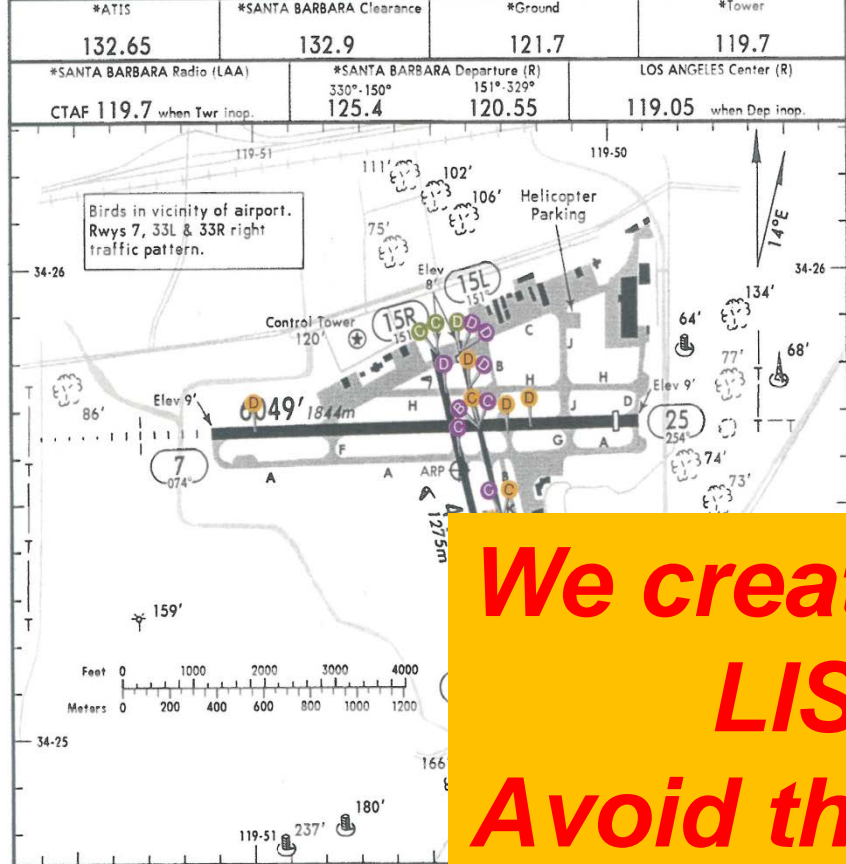 *ATIS
132.65
*SANTA BARBARA Clearance
132.9
*Ground
121.7
*Tower
119.7
*SANTA BARBARA Radio (LAA)
CTAF 119.7 when Twr inop.
*SANTA BARBARA Departure (R)
330°-150° 151°-329°
125.4 120.55
LOS ANGELES Center (R)
119.05 when Dep inop.
119-51
119-50
111'
102'
106'
75'
Helicopter
Parking
14°E
Birds in vicinity of airport.
Rwys 7, 33L & 33R right
traffic pattern.
34-26
34-26
Elev
8'
15L
151°
15R
Control Tower
120'
C C D D D
134'
64'
68'
77'
C
J
D D D
B
H H H
J D
86'
Elev 9'
6049' 1844m
D
C
B C D D
C
Elev 9'
25
254°
7
074°
F
G A
A A
ARP
B
C C
K
74'
73'
1275m
T T T
T T
159'
Feet 0 1000 2000 3000 4000
Meters 0 200 400 600 800 1000 1200
34-25
166
180'
119-51 237'
We creat
LIS
Avoid th